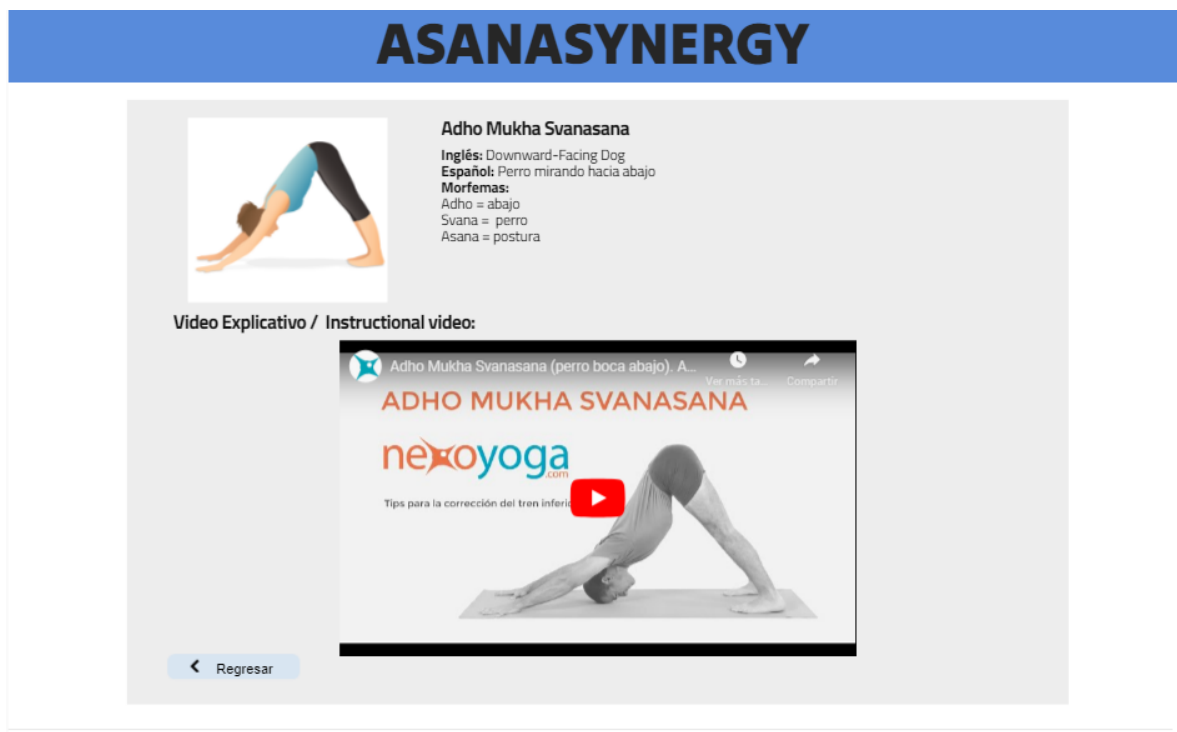 ASANASYNERGY
Adho Mukha Svanasana
Inglés: Downward-Facing Dog
Español: Perro mirando hacia abajo
Morfemas:
Adho = abajo
Svana = perro
Asana = postura
Video Explicativo / Instructional video:
Adho Mukha Svanasana (perro boca abajo). A...
Ver más ta... Compartir
ADHO MUKHA SVANASANA
nexoyoga
.com
Tips para la corrección del tren
Regresar